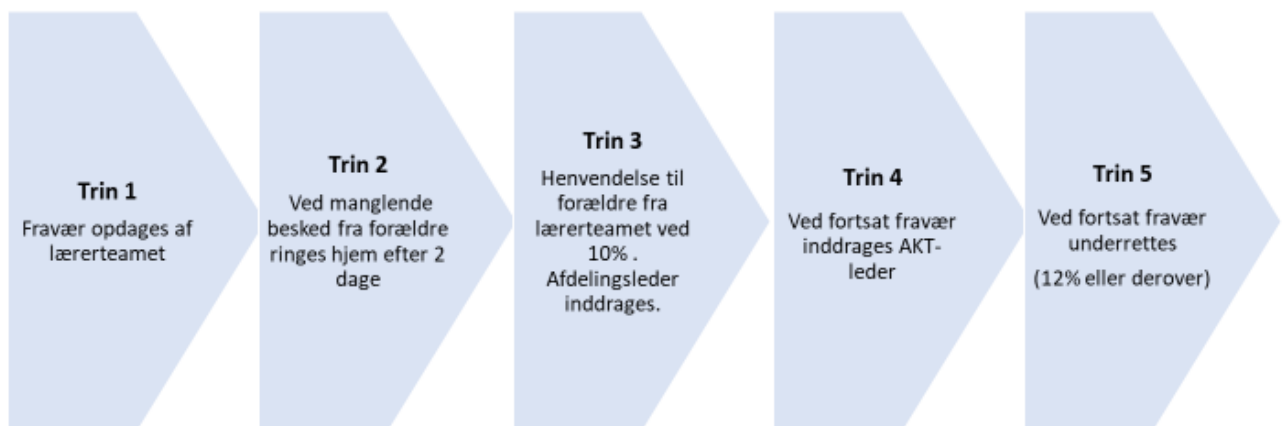 Trin 1
Fravær opdages af
lærerteamet
Trin 2
Ved manglende
besked fra forældre
ringes hjem efter 2
dage
Trin 3
Henvendelse til
forældre fra
lærerteamet ved
10% .
Afdelingsleder
inddrages.
Trin 4
Ved fortsat fravær
inddrages AKT-
leder
Trin 5
Ved fortsat fravær
underrettes
(12% eller derover)